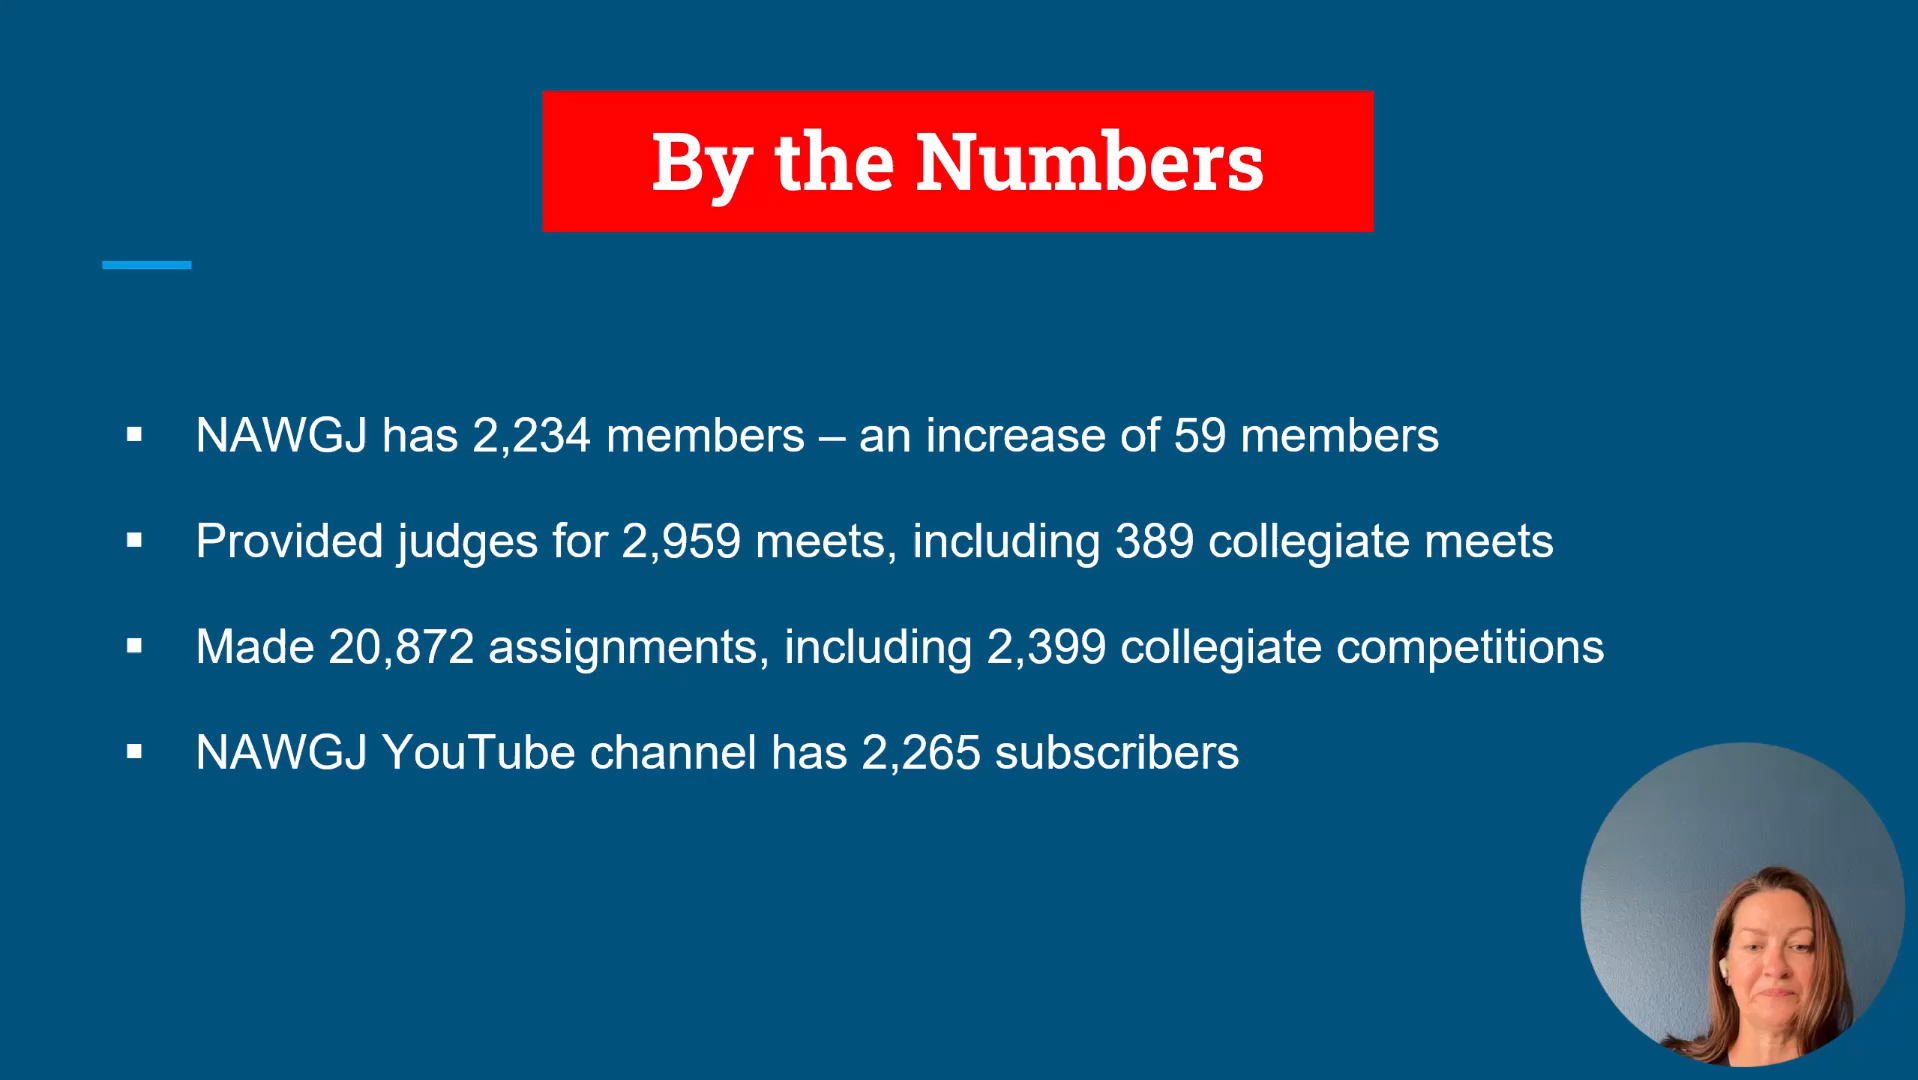 By the Numbers
▪ NAWGJ has 2,234 members – an increase of 59 members
▪ Provided judges for 2,959 meets, including 389 collegiate meets
▪ Made 20,872 assignments, including 2,399 collegiate competitions
▪ NAWGJ YouTube channel has 2,265 subscribers